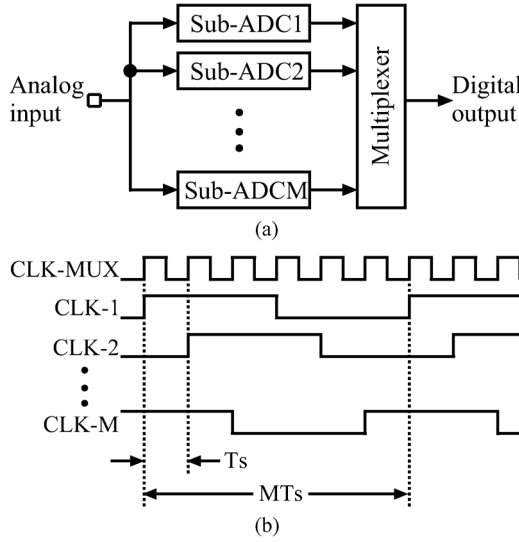 Sub-ADC1
Analog
input
Sub-ADC2
Sub-ADCM
Multiplexer
Digital
output
(a)
CLK-MUX
CLK-1
CLK-2
CLK-M
Ts
MTs
(b)